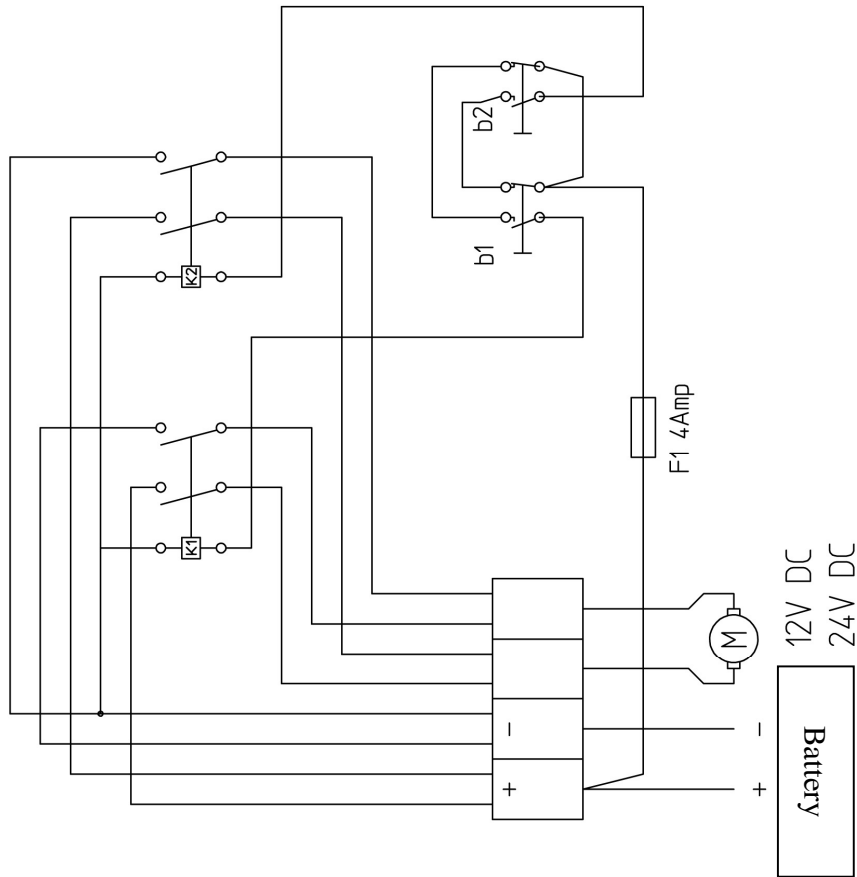 b2
K2
b1
F1 4Amp
K1
12V DC
24V DC
M
-
-
+
+
Battery